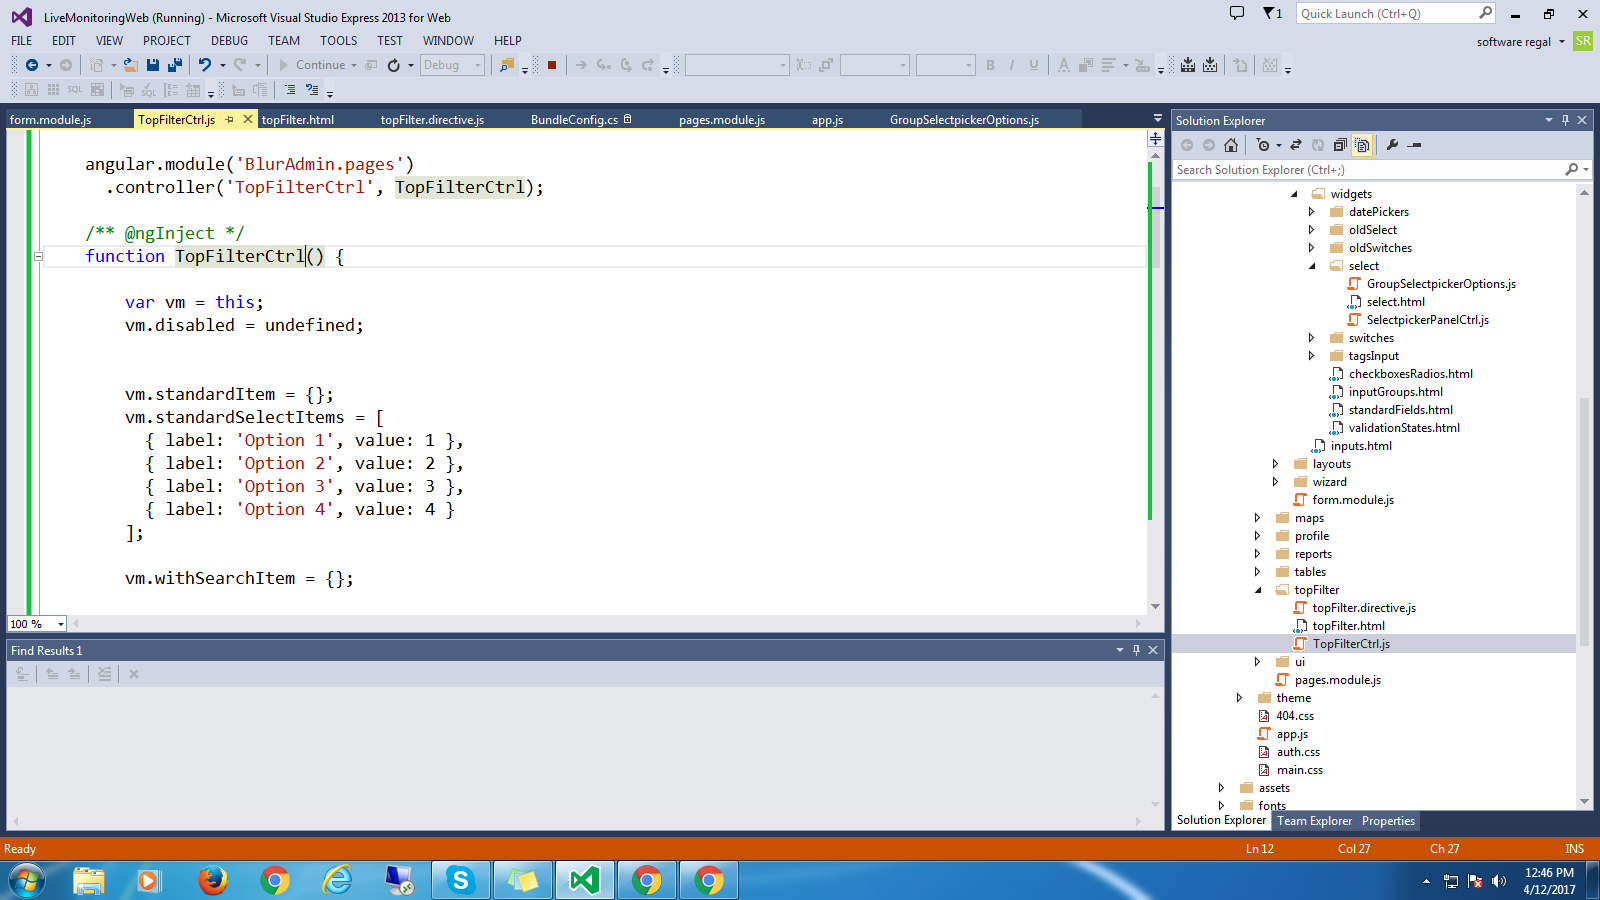 LiveMonitoringWeb (Running) - Microsoft Visual Studio Express 2013 for Web
1
Quick Launch (Ctrl+Q)
FILE EDIT VIEW PROJECT DEBUG TEAM TOOLS TEST WINDOW HELP
software regal
SR
Continue
Debug
SQL
form.module.js TopFilterCtrl.js topFilter.html topFilter.directive.js BundleConfig.cs pages.module.js app.js GroupSelectpickerOptions.js
angular.module('BlurAdmin.pages')
.controller('TopFilterCtrl', TopFilterCtrl);
/** @ngInject */
function TopFilterCtrl() {
var vm = this;
vm.disabled = undefined;
vm.standardItem = {};
vm.standardSelectItems = [
{ label: 'Option 1', value: 1 },
{ label: 'Option 2', value: 2 },
{ label: 'Option 3', value: 3 },
{ label: 'Option 4', value: 4 }
];
vm.withSearchItem = {};
100 %
Find Results 1
Solution Explorer
Search Solution Explorer (Ctrl+;)
widgets
datePickers
oldSelect
oldSwitches
select
GroupSelectpickerOptions.js
select.html
SelectpickerPanelCtrl.js
switches
tagsInput
checkboxesRadios.html
inputGroups.html
standardFields.html
validationStates.html
inputs.html
layouts
wizard
form.module.js
maps
profile
reports
tables
topFilter
topFilter.directive.js
topFilter.html
TopFilterCtrl.js
ui
pages.module.js
theme
404.css
app.js
auth.css
main.css
assets
fonts
Solution Explorer Team Explorer Properties
Ready
Ln 12 Col 27 Ch 27 INS
12:46 PM
4/12/2017